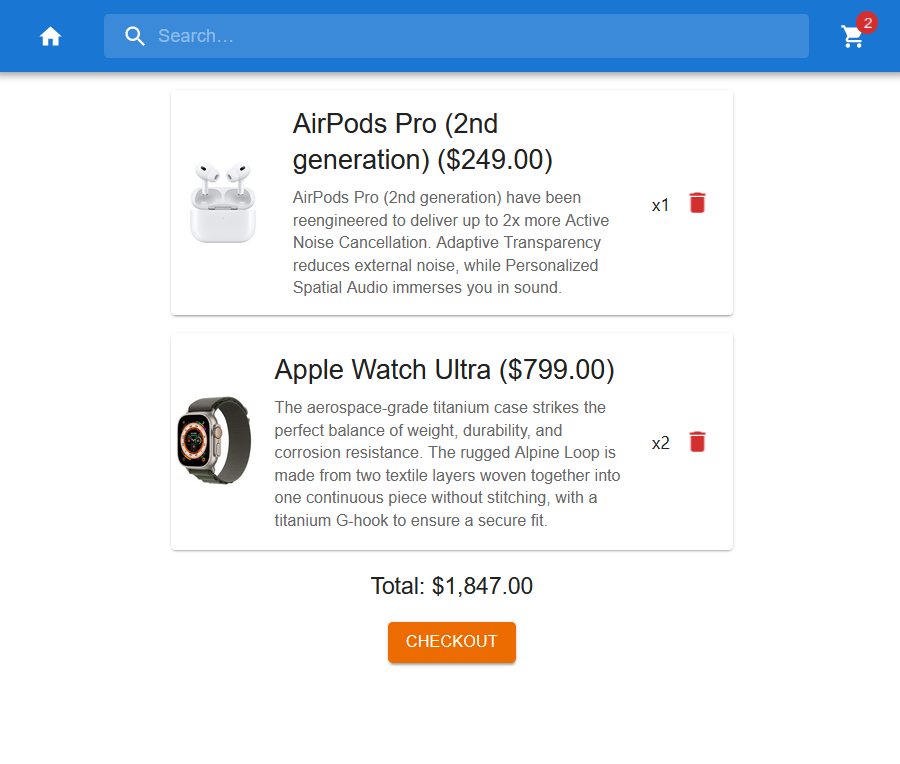 Search…
2
AirPods Pro (2nd
generation) ($249.00)
AirPods Pro (2nd generation) have been
reengineered to deliver up to 2x more Active
Noise Cancellation. Adaptive Transparency
reduces external noise, while Personalized
Spatial Audio immerses you in sound.
x1
Apple Watch Ultra ($799.00)
The aerospace-grade titanium case strikes the
perfect balance of weight, durability, and
corrosion resistance. The rugged Alpine Loop is
made from two textile layers woven together into
one continuous piece without stitching, with a
titanium G-hook to ensure a secure fit.
x2
Total: $1,847.00
CHECKOUT